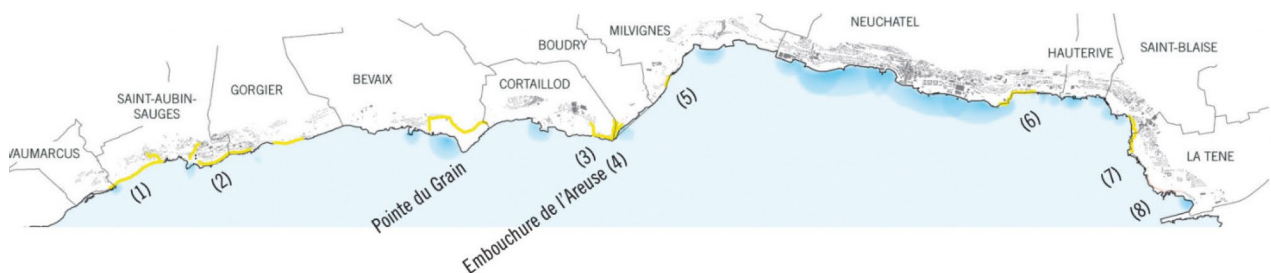 NEUCHATEL
MILVIGNES
BOUDRY
HAUTERIVE
SAINT-BLAISE
BEVAIX
GORGIER
CORTAILLOD
SAINT-AUBIN-
SAUGES
VAUMARCUS
LA TENE
(1)
(2)
Pointe du Grain
(3)
Embouchure de l'Areuse (4)
(5)
(6)
(7)
(8)